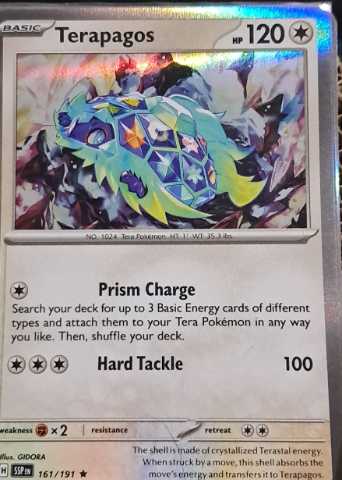 BASIC
Terapagos
HP 120
NO. 1024 Tera Pokémon HT: 1' WT: 35.3 lbs.
Prism Charge
Search your deck for up to 3 Basic Energy cards of different
types and attach them to your Tera Pokémon in any way
you like. Then, shuffle your deck.
Hard Tackle 100
weakness ×2 resistance retreat
Illus. GIDORA
H SSP EN 161/191 ★
The shell is made of crystallized Terastal energy.
When struck by a move, this shell absorbs the
move's energy and transfers it to Terapagos.